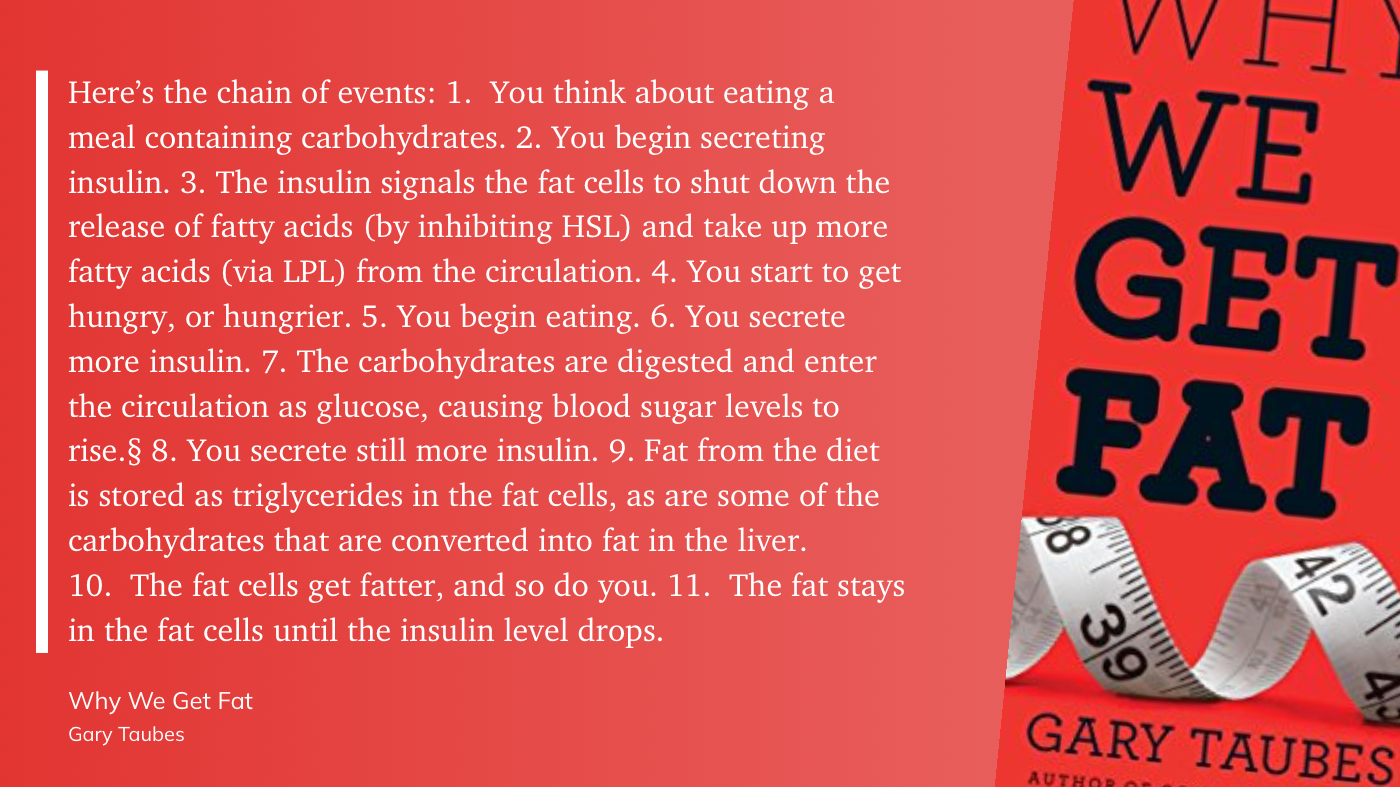 Here’s the chain of events: 1.  You think about eating a
meal containing carbohydrates. 2. You begin secreting
insulin. 3. The insulin signals the fat cells to shut down the
release of fatty acids (by inhibiting HSL) and take up more
fatty acids (via LPL) from the circulation. 4. You start to get
hungry, or hungrier. 5. You begin eating. 6. You secrete
more insulin. 7. The carbohydrates are digested and enter
the circulation as glucose, causing blood sugar levels to
rise.§ 8. You secrete still more insulin. 9. Fat from the diet
is stored as triglycerides in the fat cells, as are some of the
carbohydrates that are converted into fat in the liver.
10.  The fat cells get fatter, and so do you. 11.  The fat stays
in the fat cells until the insulin level drops.
Why We Get Fat
Gary Taubes
WHY
WE
GET
FAT
38
39
41
42
GARY TAUBES
AUTHOR OF